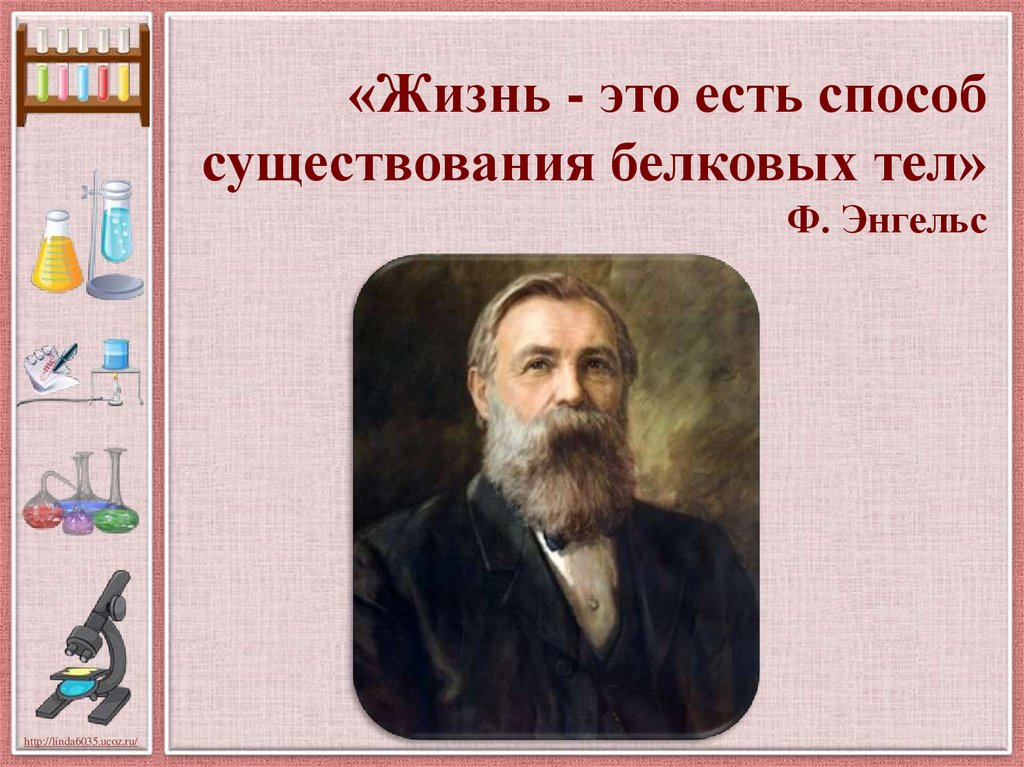 «Жизнь - это есть способ
существования белковых тел»
Ф. Энгельс
http://linda6035.ucoz.ru/